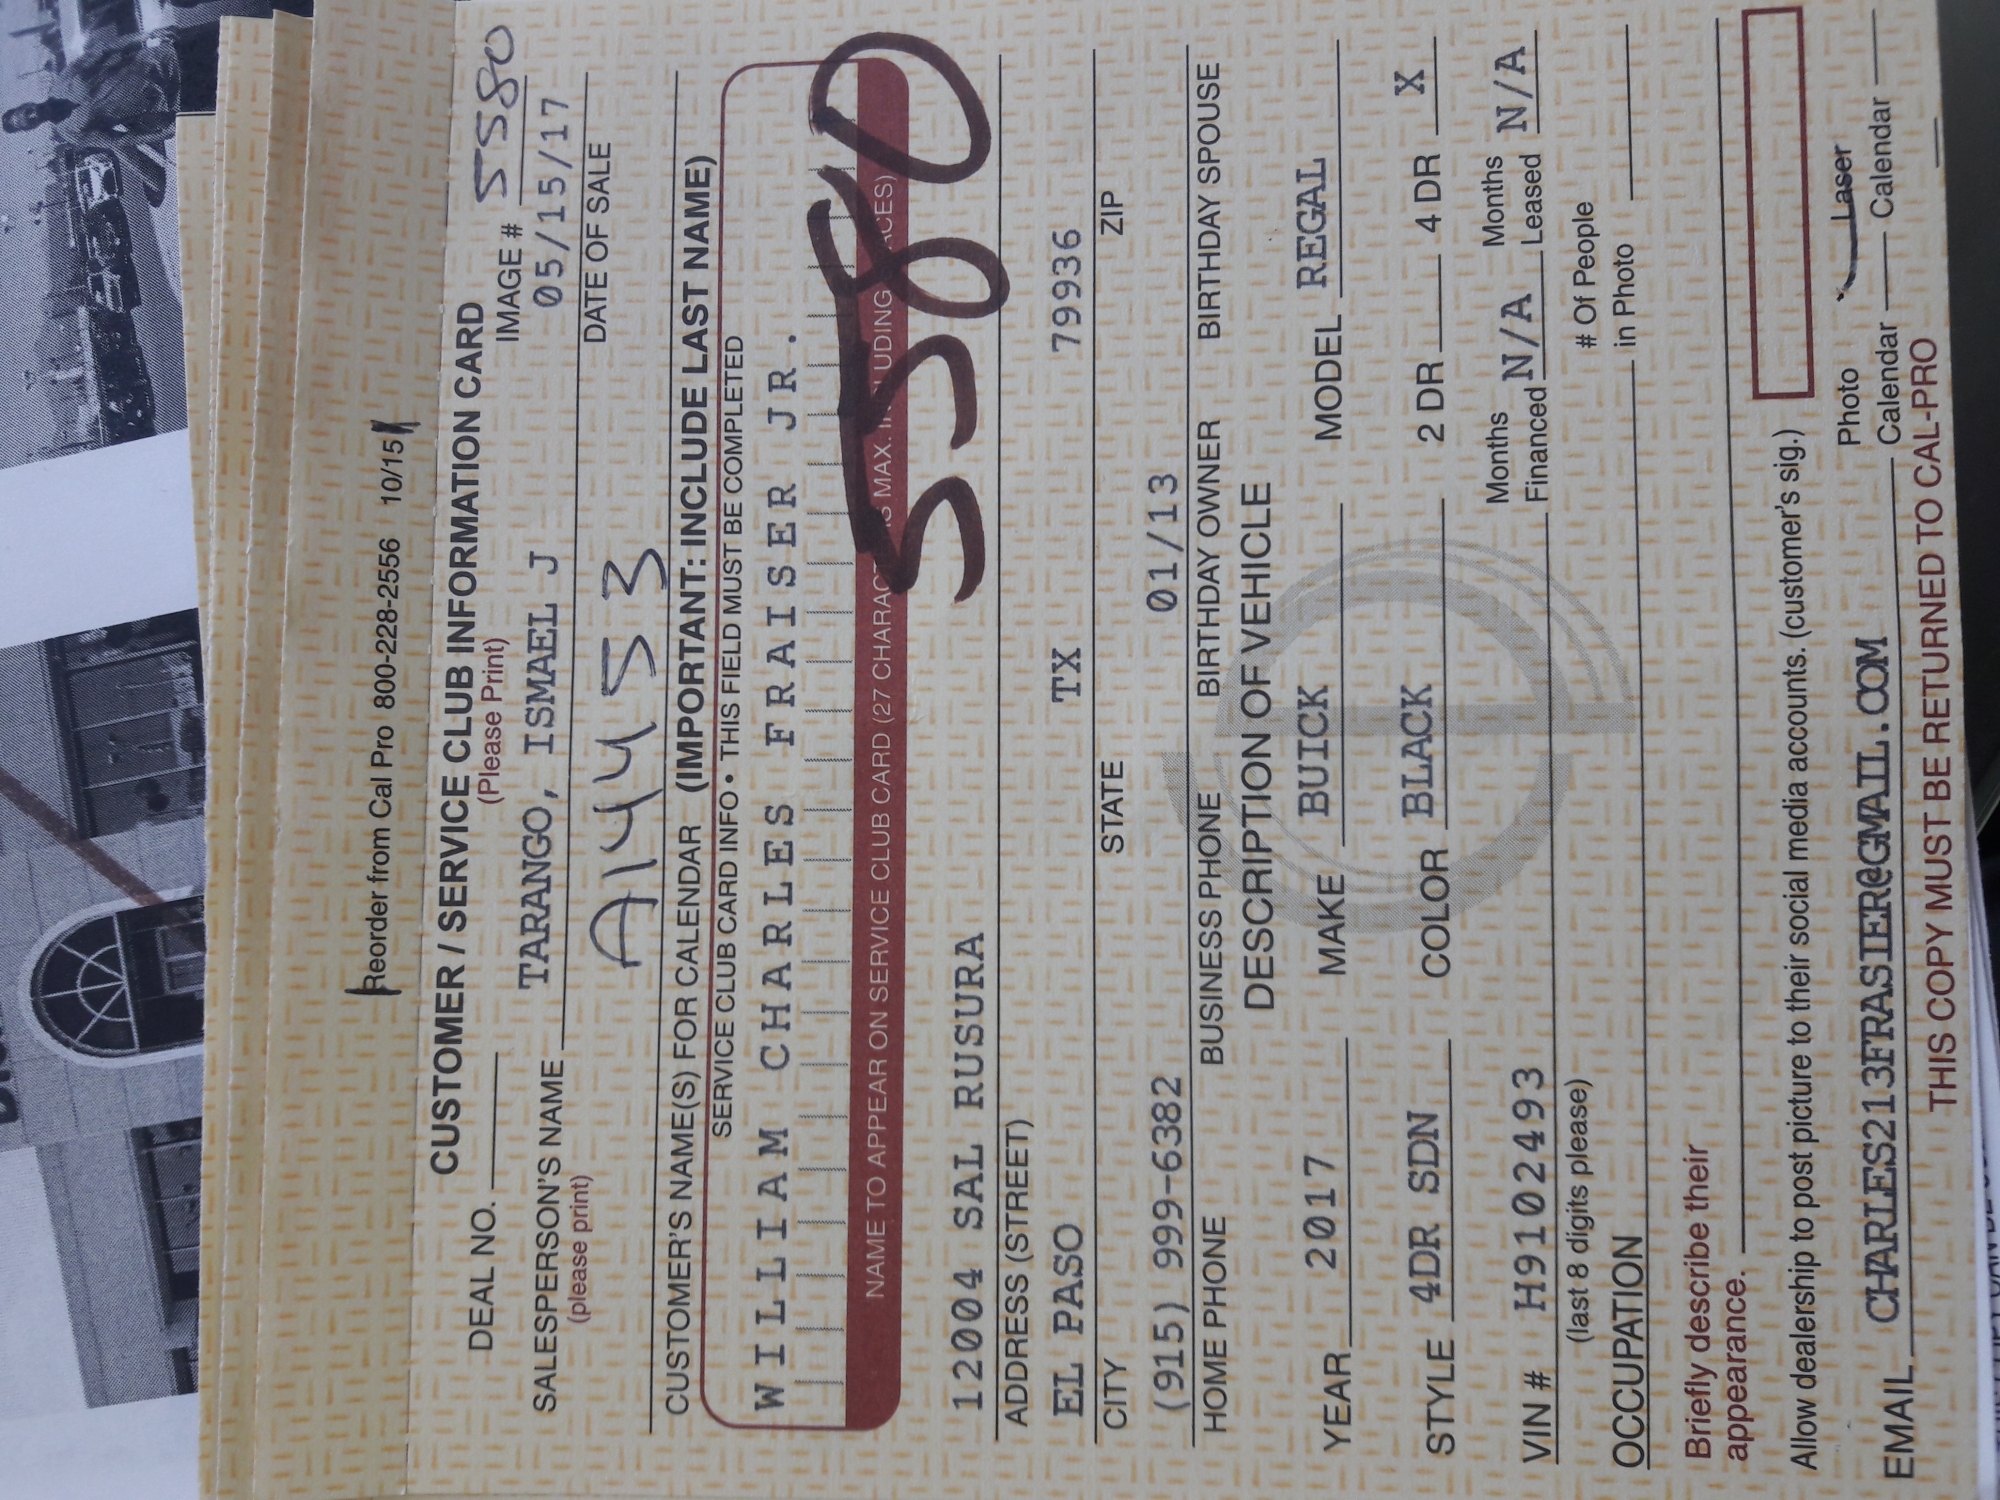 Reorder from Cal Pro 800-228-2556 10/15
CUSTOMER / SERVICE CLUB INFORMATION CARD
(Please Print)
DEAL NO. IMAGE # 5580
SALESPERSON'S NAME TARANGO, ISMAEL J 05/15/17
(please print) DATE OF SALE
A14453
CUSTOMER'S NAME(S) FOR CALENDAR (IMPORTANT: INCLUDE LAST NAME)
SERVICE CLUB CARD INFO • THIS FIELD MUST BE COMPLETED
WILLIAM CHARLES FRAISER JR.
NAME TO APPEAR ON SERVICE CLUB CARD (27 CHARACT MAX. UDING ACES)
5580
12004 SAL RUSURA
ADDRESS (STREET)
EL PASO TX 79936
CITY STATE ZIP
(915) 999-6382 01/13
HOME PHONE BUSINESS PHONE BIRTHDAY OWNER BIRTHDAY SPOUSE
DESCRIPTION OF VEHICLE
YEAR 2017 MAKE BUICK MODEL REGAL
STYLE 4DR SDN COLOR BLACK 2 DR 4 DR X
VIN # H9102493 Months Financed N/A Months Leased N/A
(last 8 digits please)
OCCUPATION # Of People in Photo
Briefly describe their
appearance.
Allow dealership to post picture to their social media accounts. (customer's sig.)
EMAIL CHARLES213FRASIER@GMAIL.COM Photo Calendar Laser Calendar
THIS COPY MUST BE RETURNED TO CAL-PRO